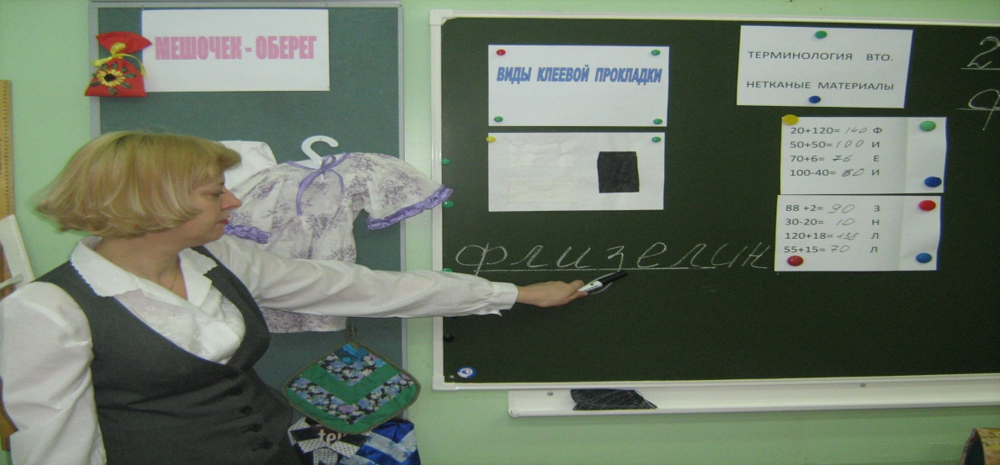 МЕШОЧЕК - ОБЕРЕГ
ВИДЫ КЛЕЕВОЙ ПРОКЛАДКИ
ТЕРМИНОЛОГИЯ ВТО.
НЕТКАНЫЕ МАТЕРИАЛЫ
20+120= 140 Ф
50+50= 100 И
70+6= 76 Е
100-40= 60 И
88 +2= 90 З
30-20= 10 Н
120+18= 138 Л
55+15= 70 Л
флизелин
2